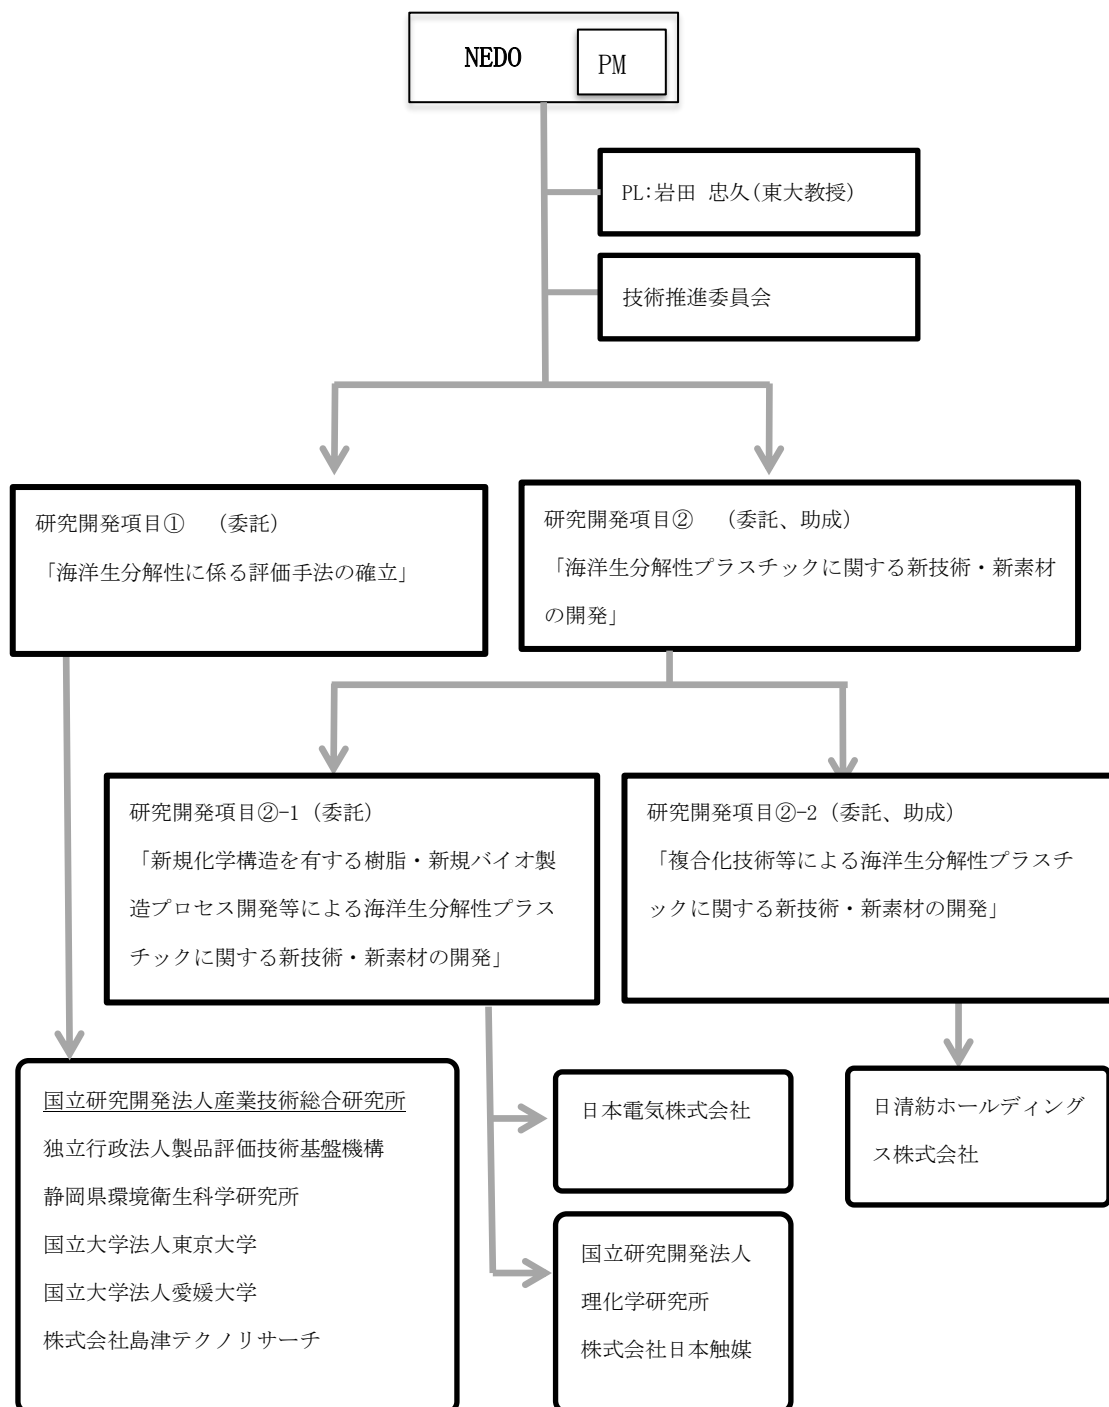 NEDO
PM
PL:岩田 忠久(東大教授)
技術推進委員会
研究開発項目① (委託)
「海洋生分解性に係る評価手法の確立」
研究開発項目② (委託、助成)
「海洋生分解性プラスチックに関する新技術・新素材
の開発」
研究開発項目②-1 (委託)
「新規化学構造を有する樹脂・新規バイオ製
造プロセス開発等による海洋生分解性プラス
チックに関する新技術・新素材の開発」
研究開発項目②-2 (委託、助成)
「複合化技術等による海洋生分解性プラスチ
ックに関する新技術・新素材の開発」
国立研究開発法人産業技術総合研究所
独立行政法人製品評価技術基盤機構
静岡県環境衛生科学研究所
国立大学法人東京大学
国立大学法人愛媛大学
株式会社島津テクノリサーチ
日本電気株式会社
国立研究開発法人
理化学研究所
株式会社日本触媒
日清紡ホールディング
ス株式会社